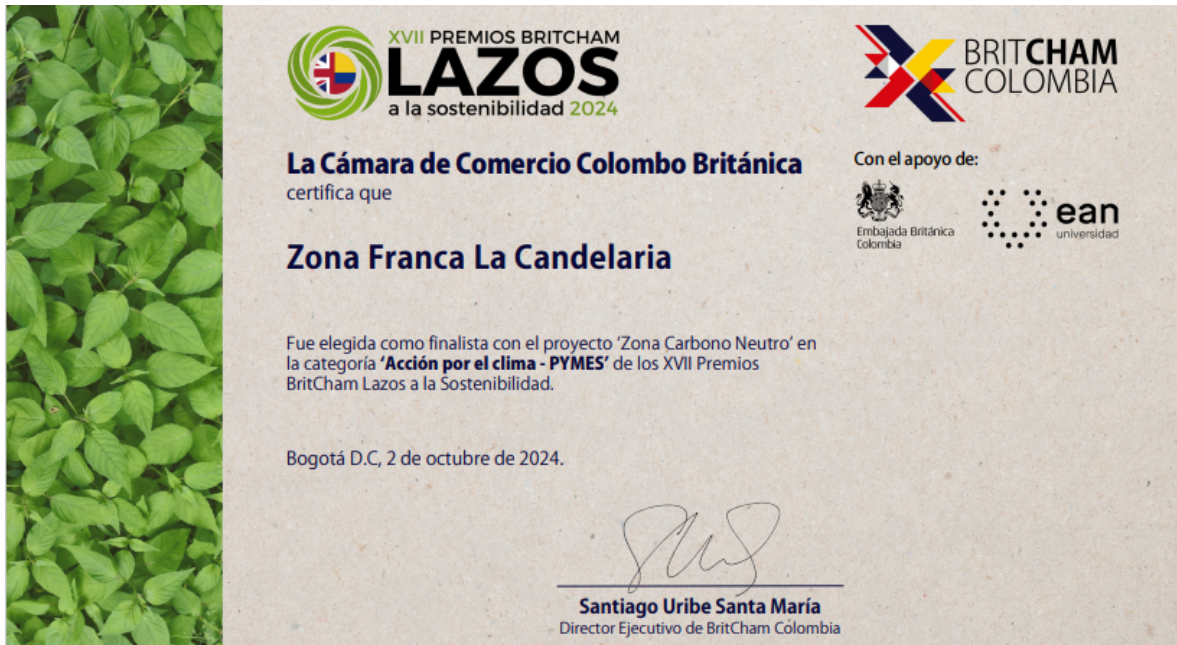 XVII PREMIOS BRITCHAM
LAZOS
a la sostenibilidad 2024
BRITCHAM
COLOMBIA
La Cámara de Comercio Colombo Británica
certifica que
Con el apoyo de:
Embajada Británica
Colombia
ean
universidad
Zona Franca La Candelaria
Fue elegida como finalista con el proyecto ‘Zona Carbono Neutro’ en
la categoría ‘Acción por el clima - PYMES’ de los XVII Premios
BritCham Lazos a la Sostenibilidad.
Bogotá D.C, 2 de octubre de 2024.
Santiago Uribe Santa María
Director Ejecutivo de BritCham Colombia